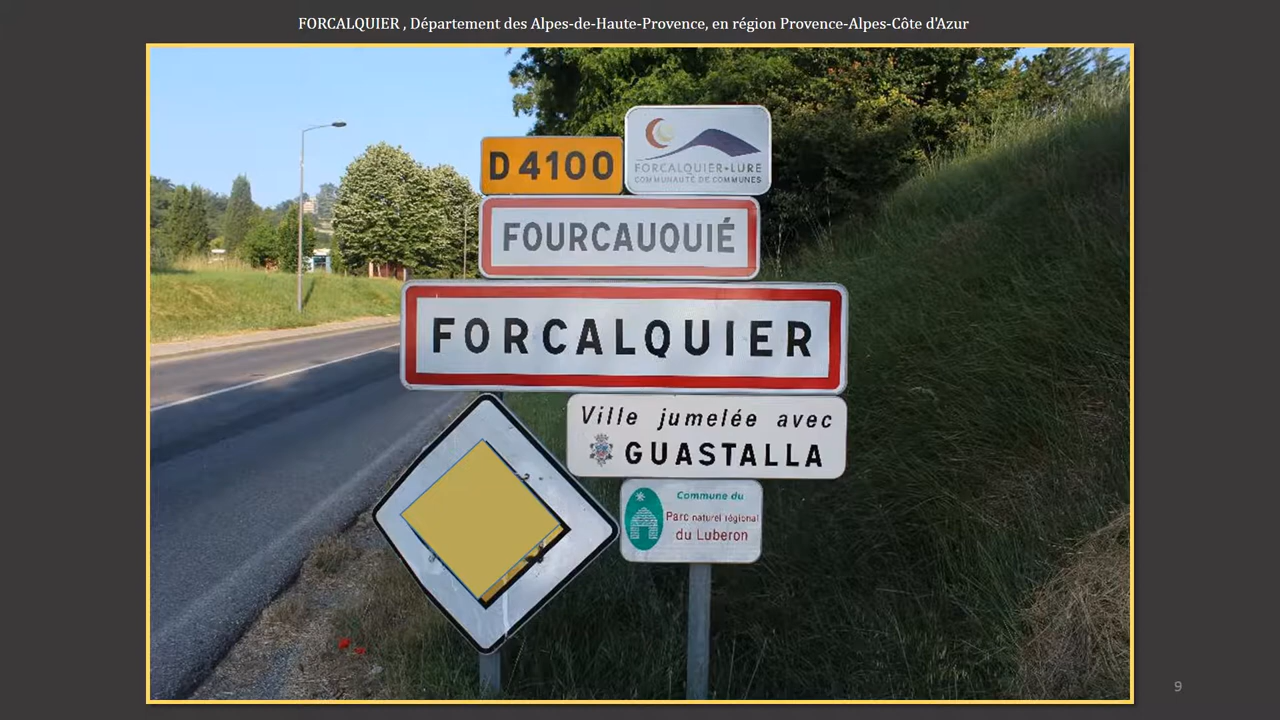 FORCALQUIER , Département des Alpes-de-Haute-Provence, en région Provence-Alpes-Côte d'Azur
D 4100
FORCALQUIER•LURE
COMMUNAUTÉ DE COMMUNES
FOURCAUQUIÉ
FORCALQUIER
Ville jumelée avec
GUASTALLA
Commune du
Parc naturel régional
du Luberon
9